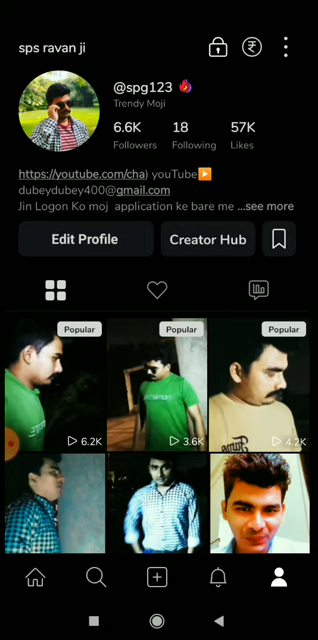 sps ravan ji
@spg123
Trendy Moji
6.6K 18 57K
Followers Following Likes
https://youtube.com/cha) youTube▶️
dubeydubey400@gmail.com
Jin Logon Ko moj application ke bare me ...see more
Edit Profile Creator Hub
Popular Popular Popular
6.2K 3.6K 4.2K